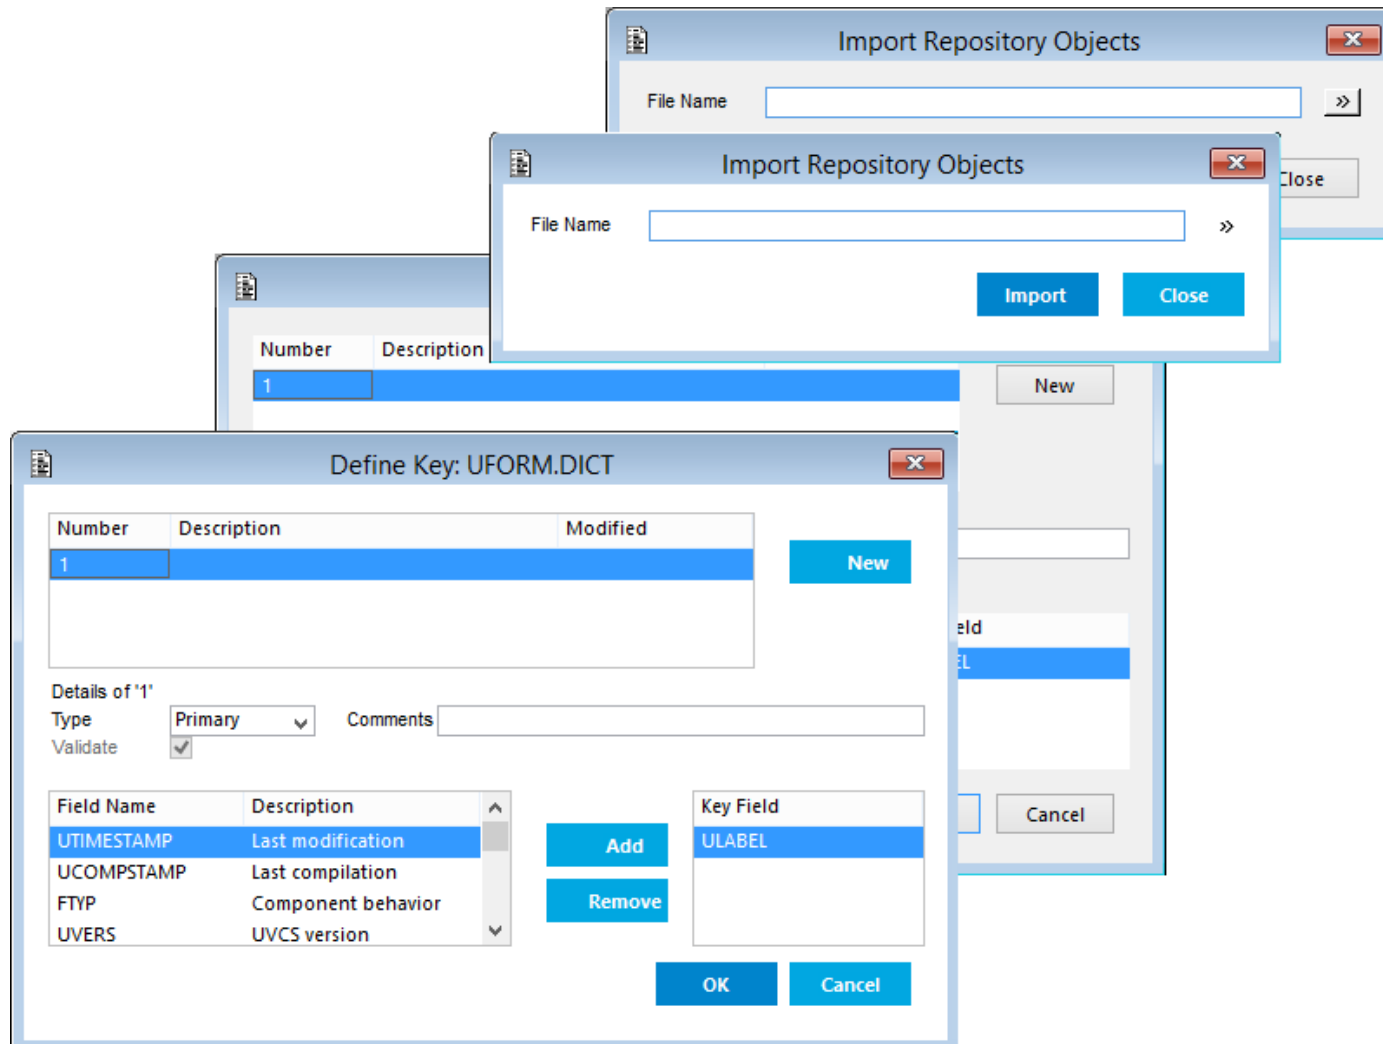 Import Repository Objects
File Name
»
Close
Import Repository Objects
File Name
»
Import Close
Number Description
1
New
Define Key: UFORM.DICT
Number Description Modified
1
New
eld
EL
Details of '1'
Type Primary Comments
Validate
Field Name Description
UTIMESTAMP Last modification
UCOMPSTAMP Last compilation
FTYP Component behavior
UVERS UVCS version
Add
Remove
Key Field
ULABEL
Cancel
OK Cancel